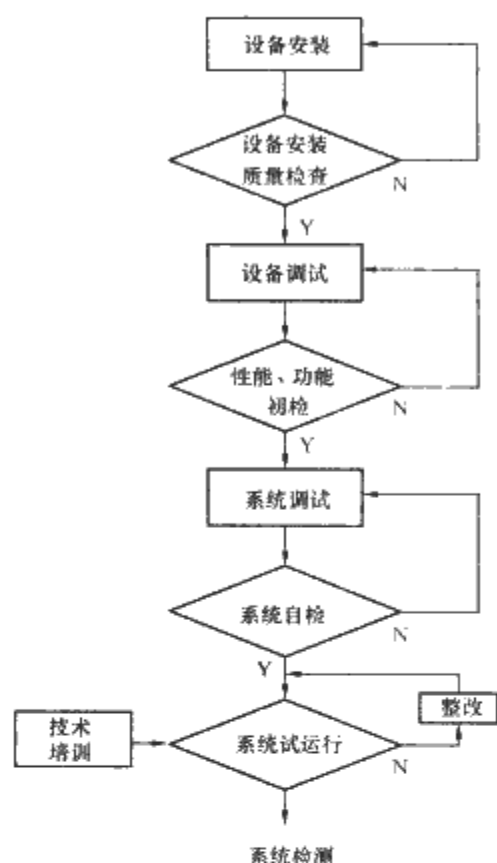 设备安装
设备安装
质量检查
N
Y
设备调试
性能、功能
初检
N
Y
系统调试
系统自检
N
Y
整改
技术
培训
系统试运行
N
系统检测